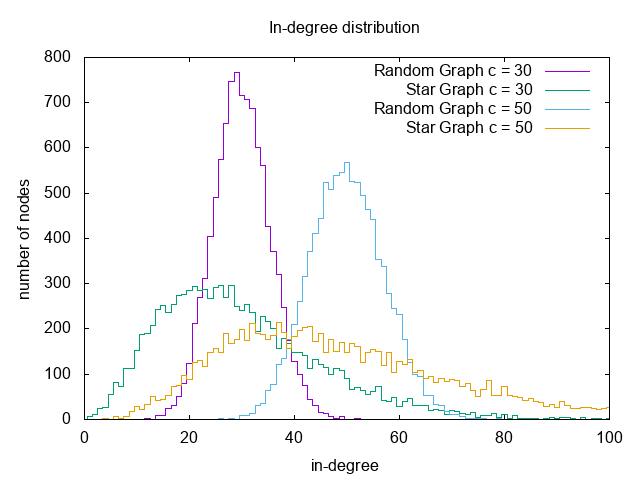 In-degree distribution
Random Graph c = 30
Star Graph c = 30
Random Graph c = 50
Star Graph c = 50
number of nodes
800
700
600
500
400
300
200
100
0
0 20 40 60 80 100
in-degree